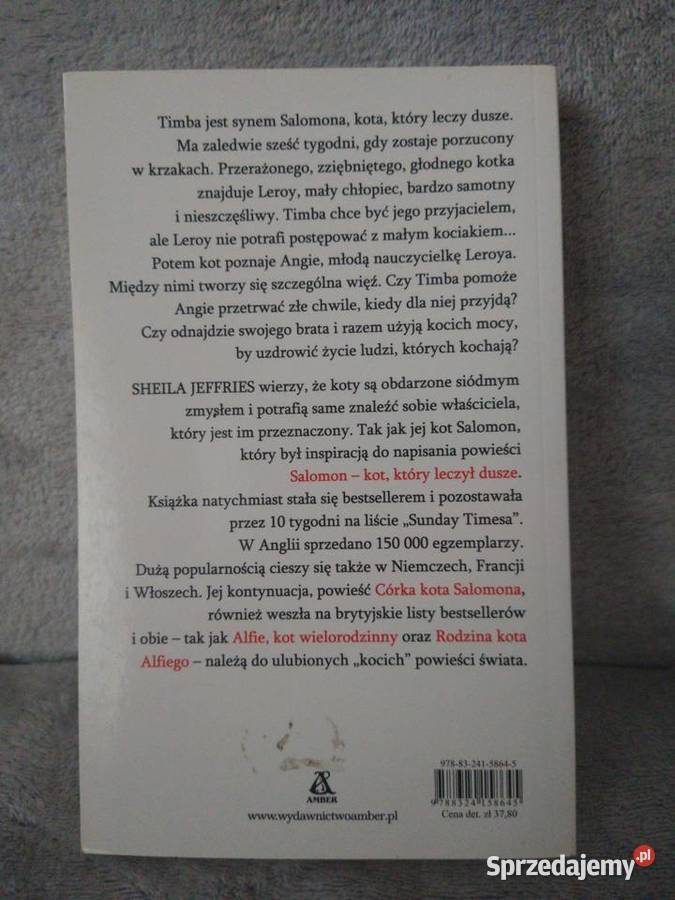 Timba jest synem Salomona, kota, który leczy dusze.
Ma zaledwie sześć tygodni, gdy zostaje porzucony
w krzakach. Przerażonego, zziębniętego, głodnego kotka
znajduje Leroy, mały chłopiec, bardzo samotny
i nieszczęśliwy. Timba chce być jego przyjacielem,
ale Leroy nie potrafi postępować z małym kociakiem...
Potem kot poznaje Angie, młodą nauczycielkę Leroya.
Między nimi tworzy się szczególna więź. Czy Timba pomoże
Angie przetrwać złe chwile, kiedy dla niej przyjdą?
Czy odnajdzie swojego brata i razem użyją kocich mocy,
by uzdrowić życie ludzi, których kochają?
SHEILA JEFFRIES wierzy, że koty są obdarzone siódmym
zmysłem i potrafią same znaleźć sobie właściciela,
który jest im przeznaczony. Tak jak jej kot Salomon,
który był inspiracją do napisania powieści
Salomon – kot, który leczył dusze.
Książka natychmiast stała się bestsellerem i pozostawała
przez 10 tygodni na liście „Sunday Timesa”.
W Anglii sprzedano 150 000 egzemplarzy.
Dużą popularnością cieszy się także w Niemczech, Francji
i Włoszech. Jej kontynuacja, powieść Córka kota Salomona,
również weszła na brytyjskie listy bestsellerów
i obie – tak jak Alfie, kot wielorodzinny oraz Rodzina kota
Alfiego – należą do ulubionych „kocich” powieści świata.
978-83-241-5864-5
AMBER
9 788324 158645
www.wydawnictwoamber.pl
Cena det. zł 37,80
Sprzedajemy.pl